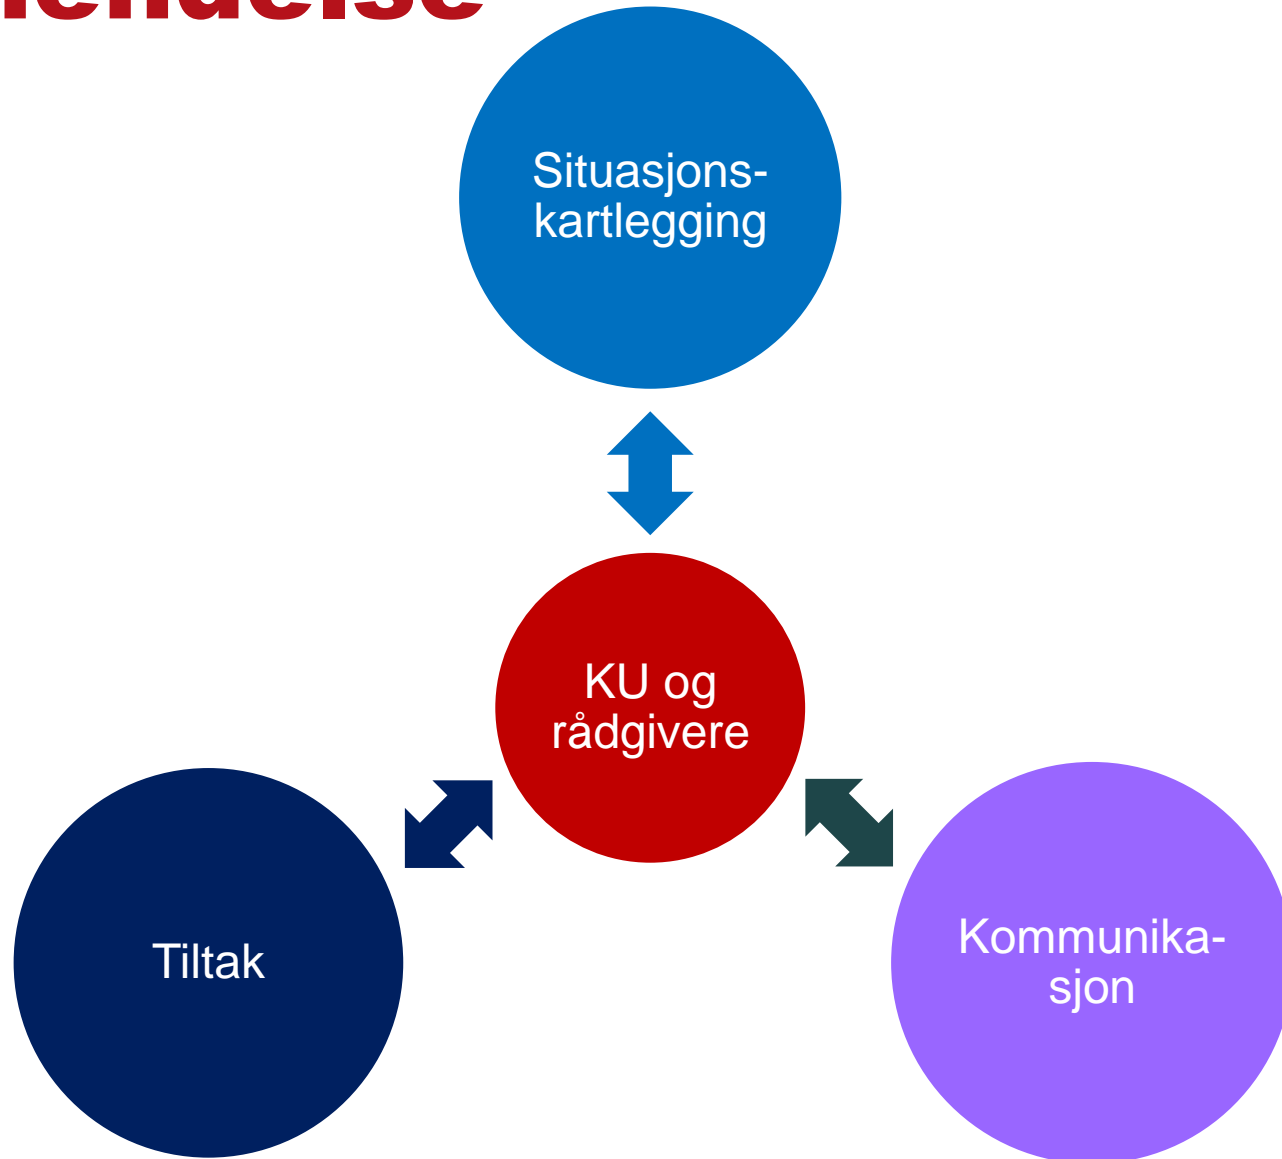 Situasjons-
kartlegging
KU og
rådgivere
Tiltak
Kommunika-
sjon